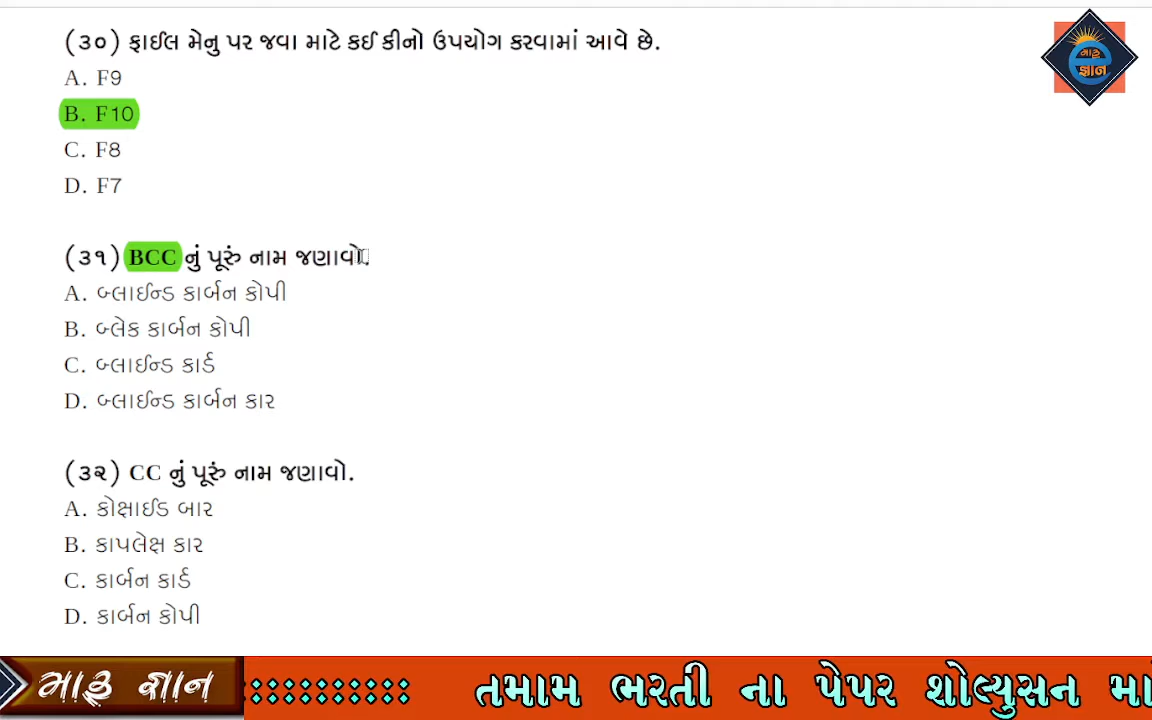 (૩૦) ફાઈલ મેનુ પર જવા માટે કઈ કીનો ઉપયોગ કરવામાં આવે છે.
A. F9
B. F10
C. F8
D. F7
(૩૧) BCC નું પૂરું નામ જણાવો.
A. બ્લાઈન્ડ કાર્બન કોપી
B. બ્લેક કાર્બન કોપી
C. બ્લાઈન્ડ કાર્ડ
D. બ્લાઈન્ડ કાર્બન કાર
(૩૨) CC નું પૂરું નામ જણાવો.
A. કોક્ષાઈડ બાર
B. કાપલેક્ષ કાર
C. કાર્બન કાર્ડ
D. કાર્બન કોપી
મારૂ
જ્ઞાન
મારૂ જ્ઞાન
તમામ ભરતી ના પેપર શોલ્યુસન મા